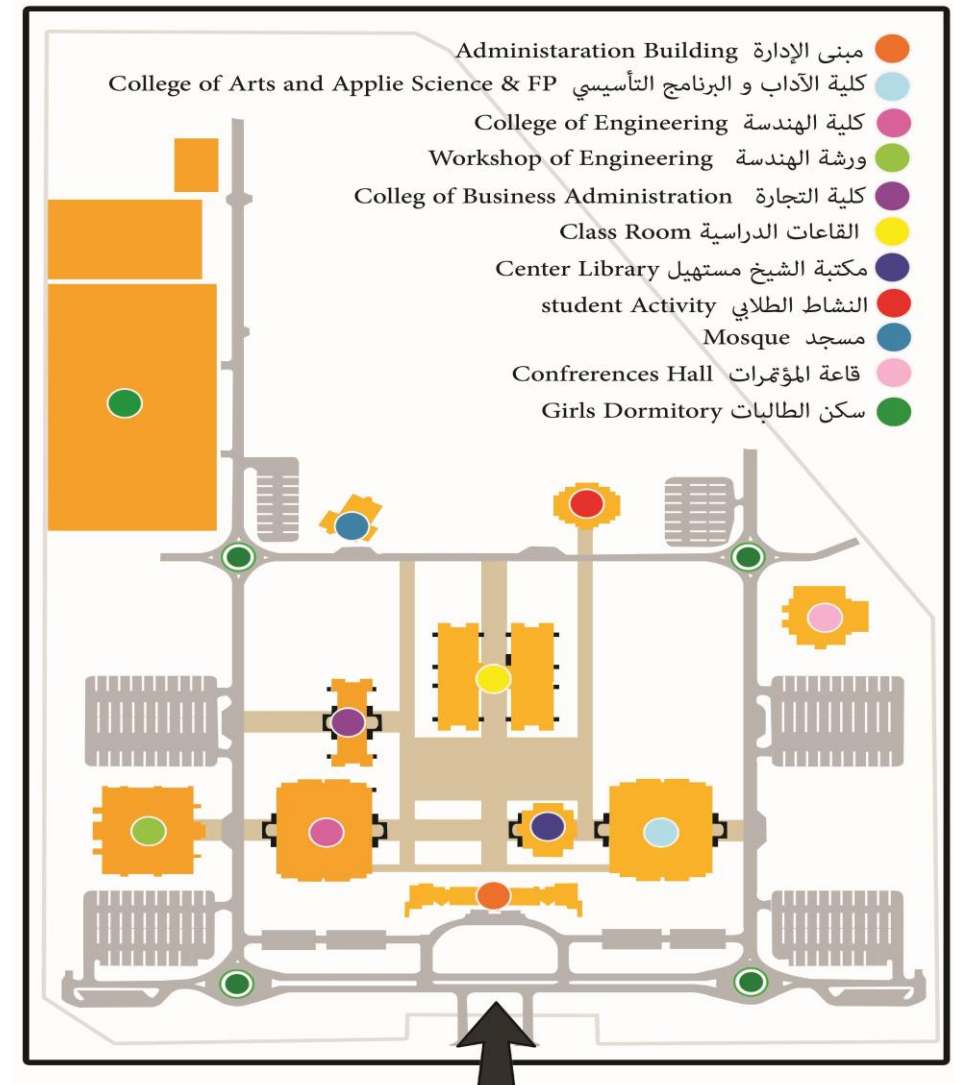 مبنى الإدارة Administaration Building
كلية الآداب و البرنامج التأسيسي College of Arts and Applie Science & FP
كلية الهندسة College of Engineering
ورشة الهندسة Workshop of Engineering
كلية التجارة Colleg of Business Administration
القاعات الدراسية Class Room
مكتبة الشيخ مستهيل Center Library
النشاط الطلابي student Activity
مسجد Mosque
قاعة المؤتمرات Confrerences Hall
سكن الطالبات Girls Dormitory